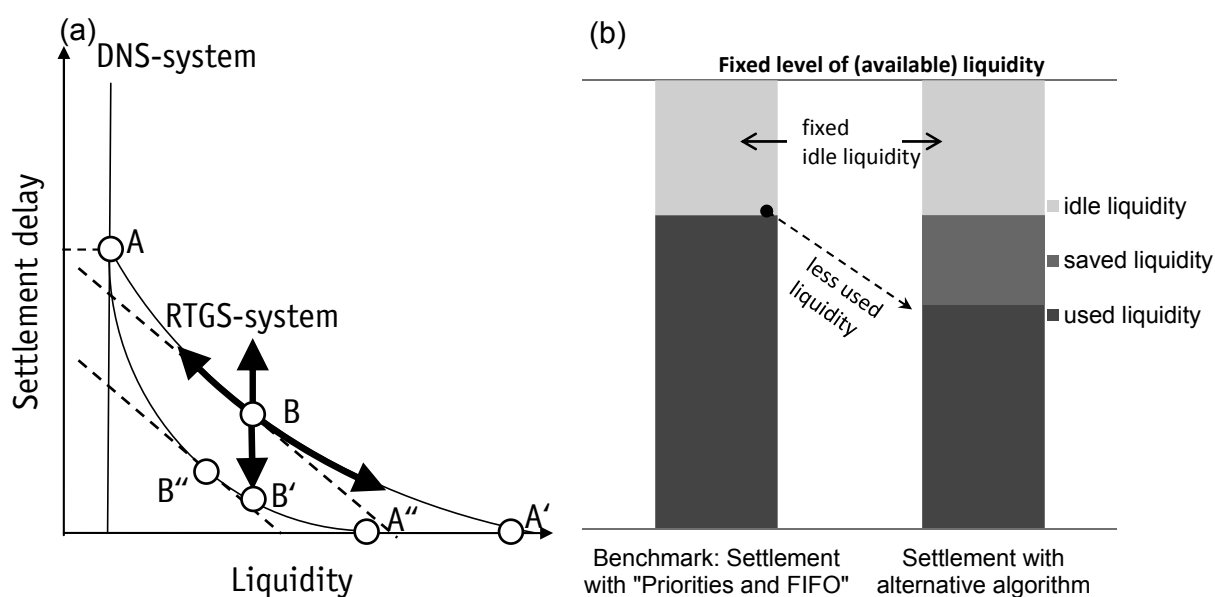 (a)
DNS-system
Settlement delay
A
RTGS-system
B
B‘‘
B‘
A‘‘
A‘
Liquidity
(b)
Fixed level of (available) liquidity
fixed
idle liquidity
less used
liquidity
idle liquidity
saved liquidity
used liquidity
Benchmark: Settlement
with "Priorities and FIFO"
Settlement with
alternative algorithm